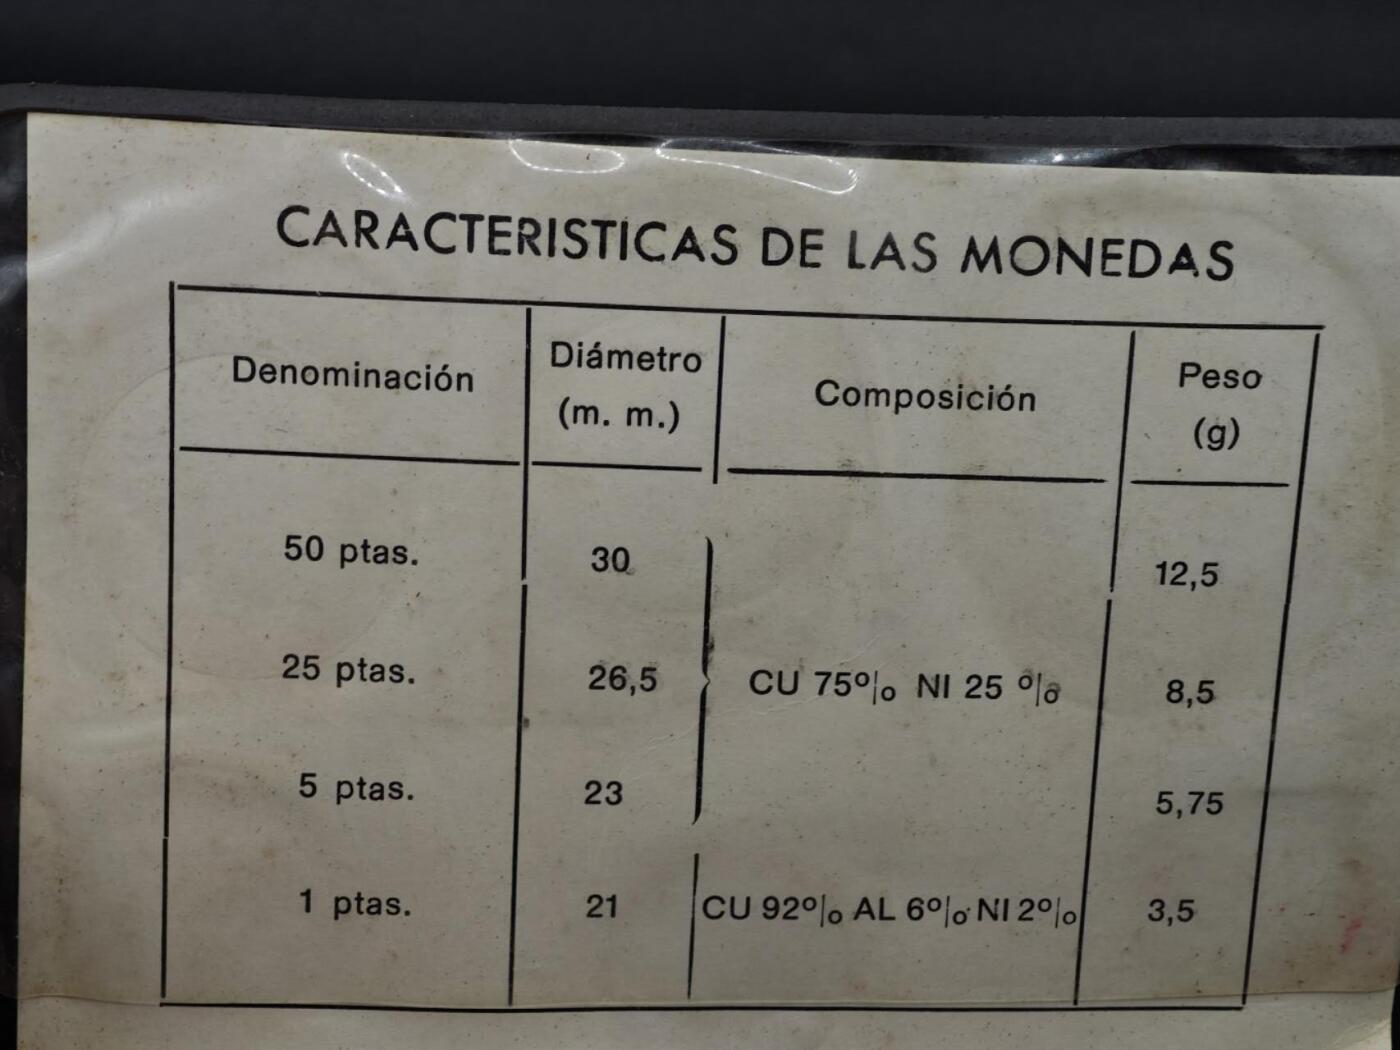 CARACTERISTICAS DE LAS MONEDAS
Denominación Diámetro (m. m.) Composición Peso (g)
50 ptas. 30 12,5
25 ptas. 26,5 CU 75% NI 25 % 8,5
5 ptas. 23 5,75
1 ptas. 21 CU 92% AL 6% NI 2% 3,5